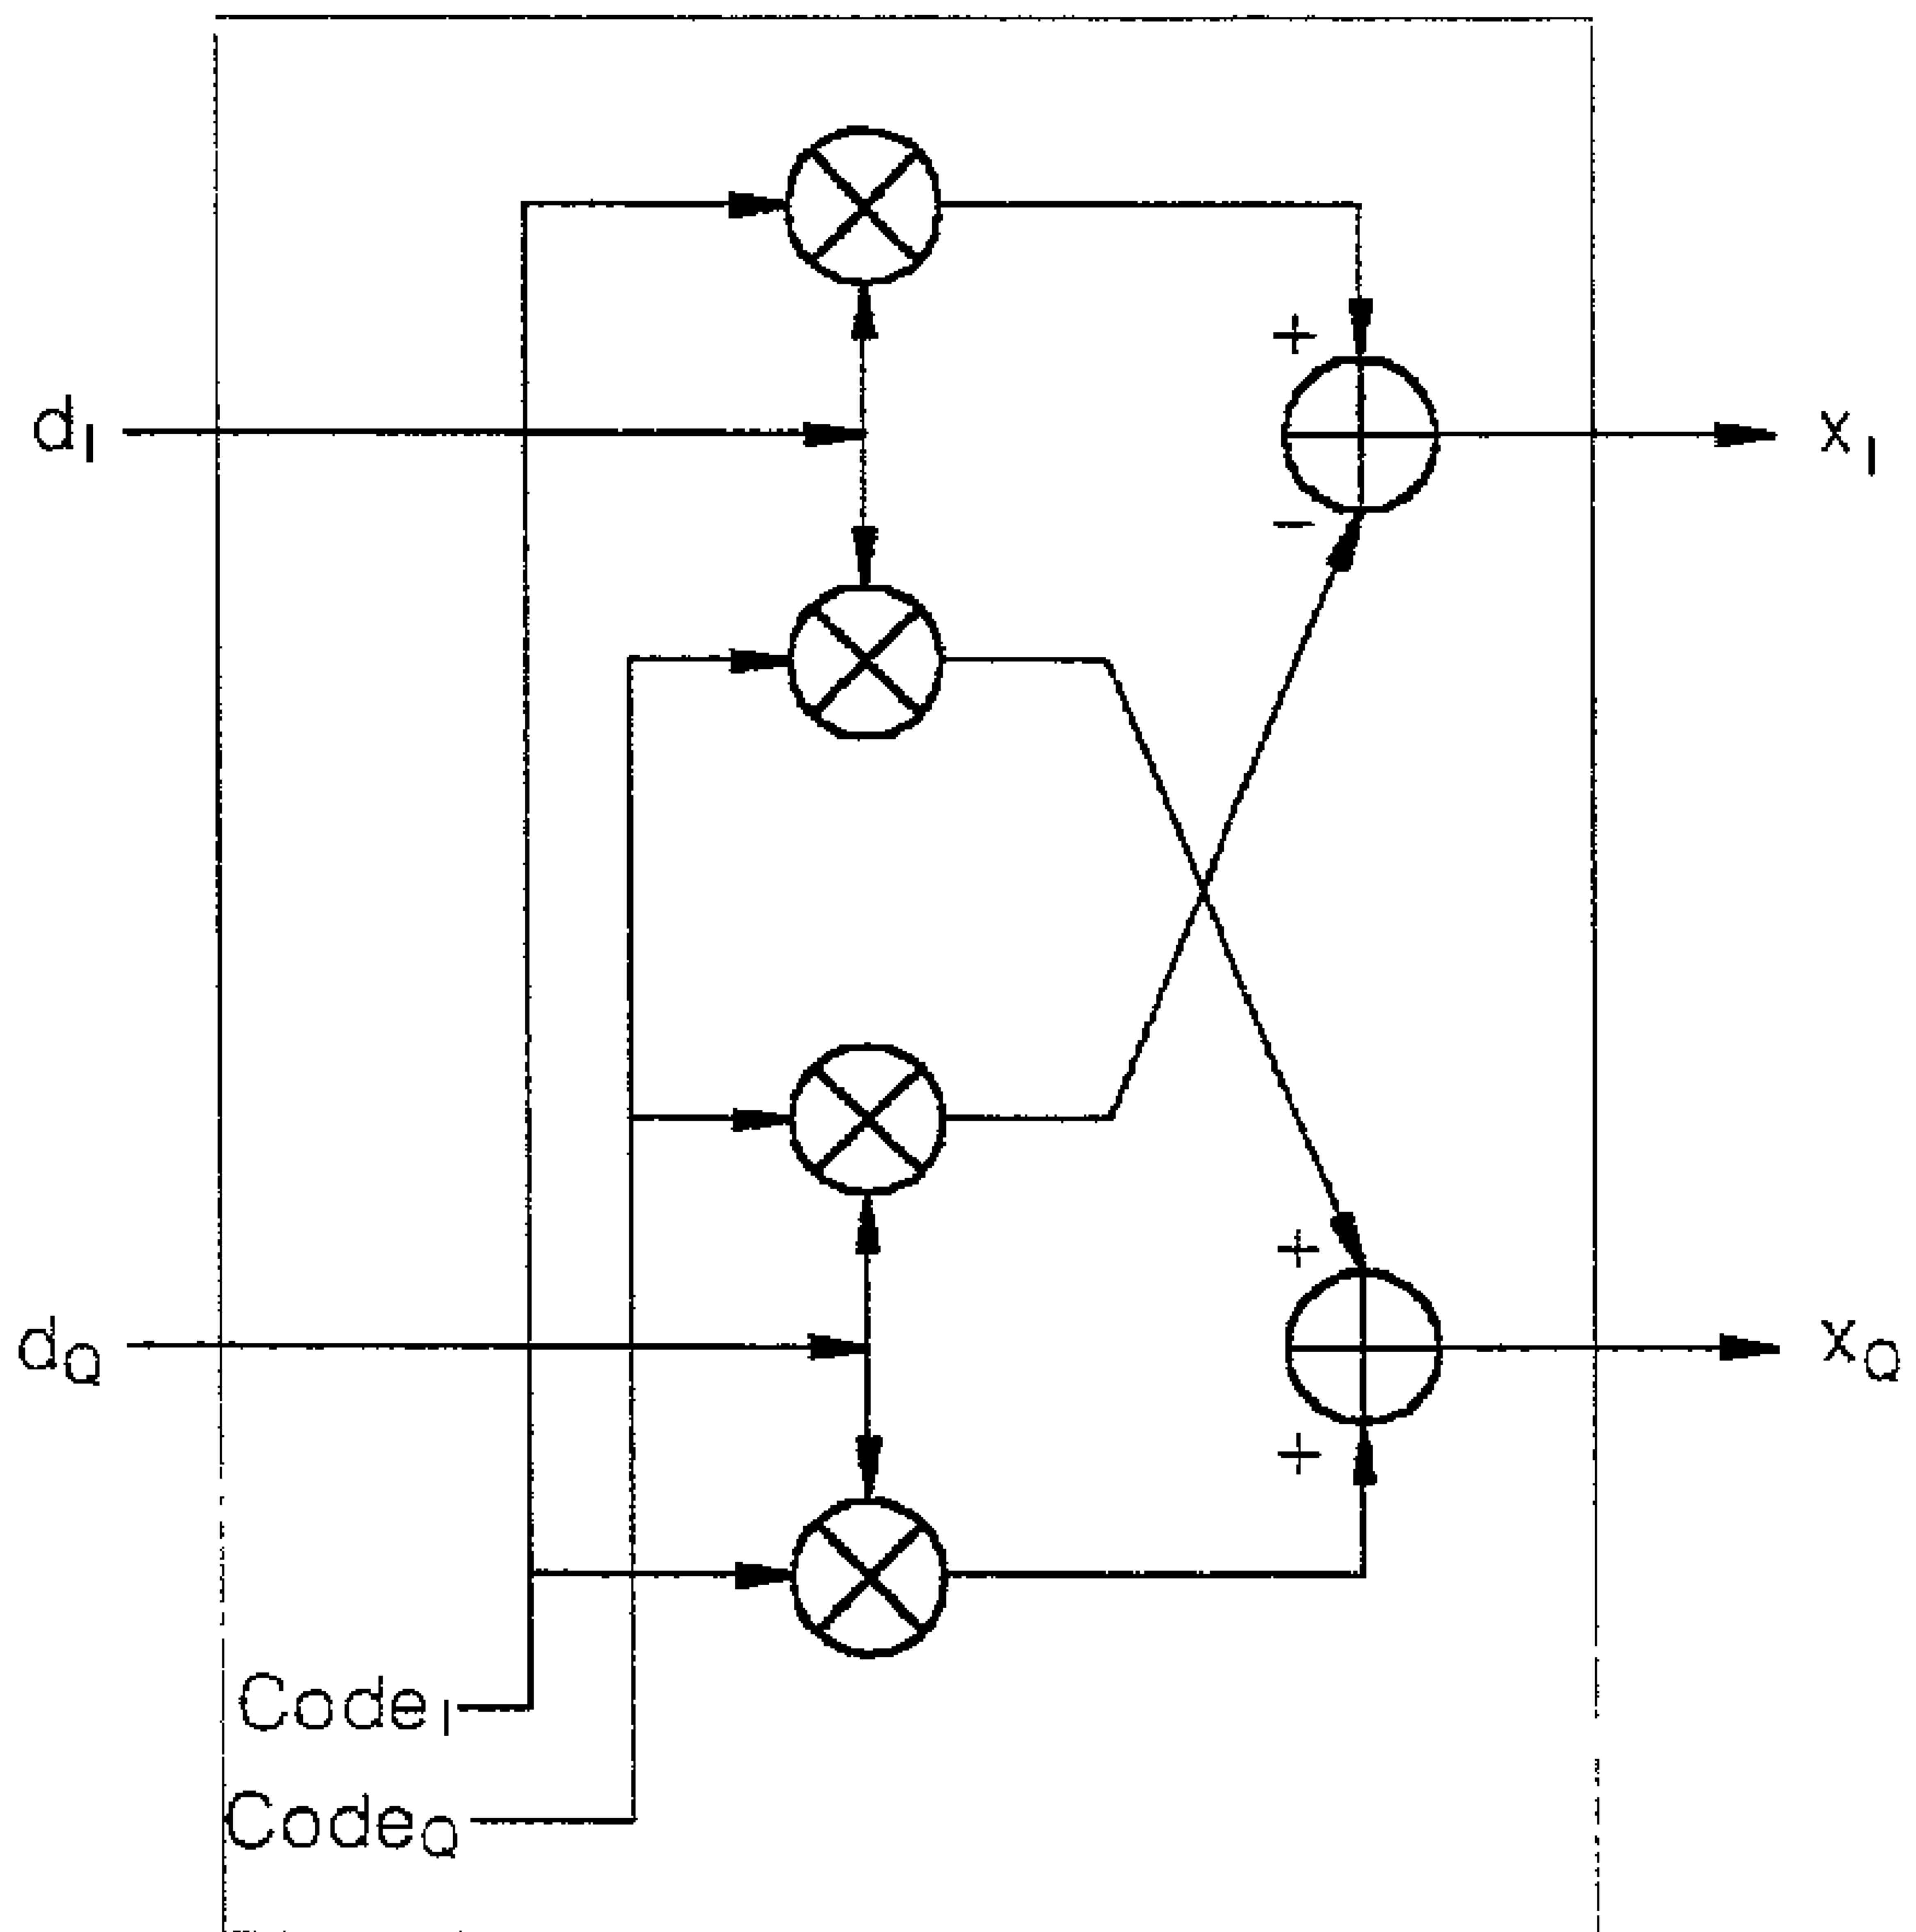 +
d_I
x_I
−
+
d_Q
x_Q
+
Code_I
Code_Q